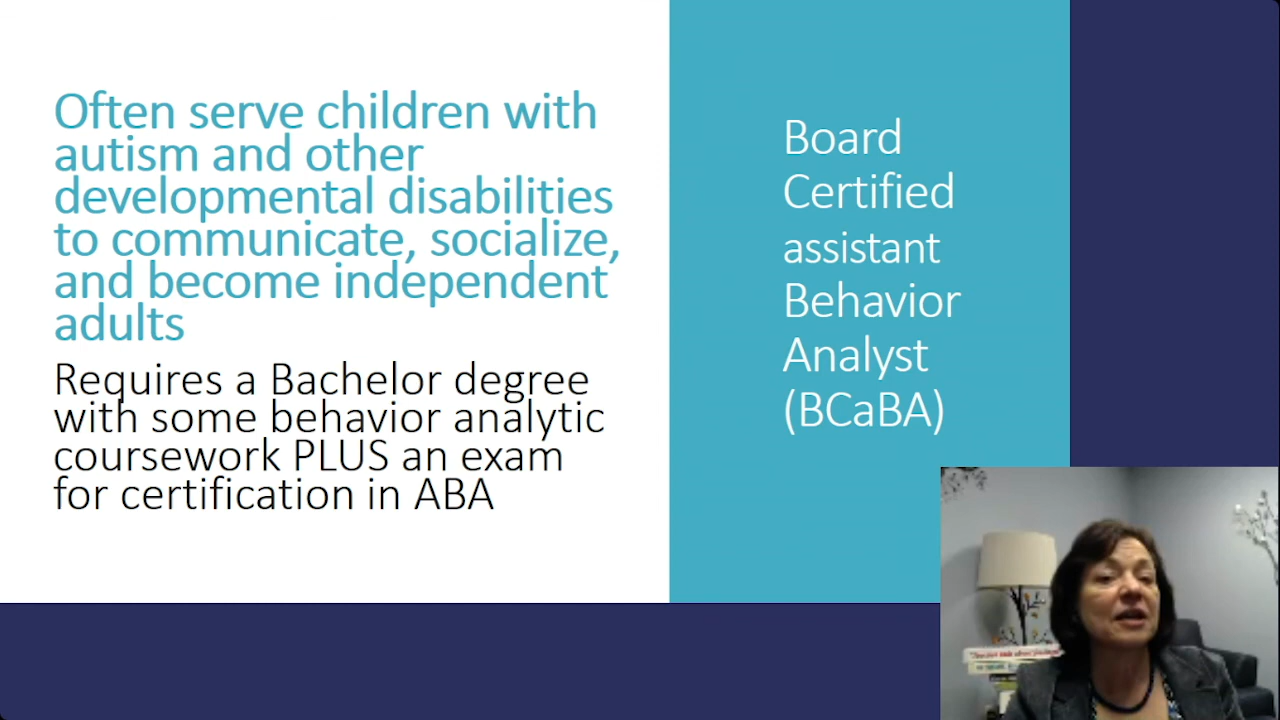 Often serve children with
autism and other
developmental disabilities
to communicate, socialize,
and become independent
adults
Requires a Bachelor degree
with some behavior analytic
coursework PLUS an exam
for certification in ABA
Board
Certified
assistant
Behavior
Analyst
(BCaBA)